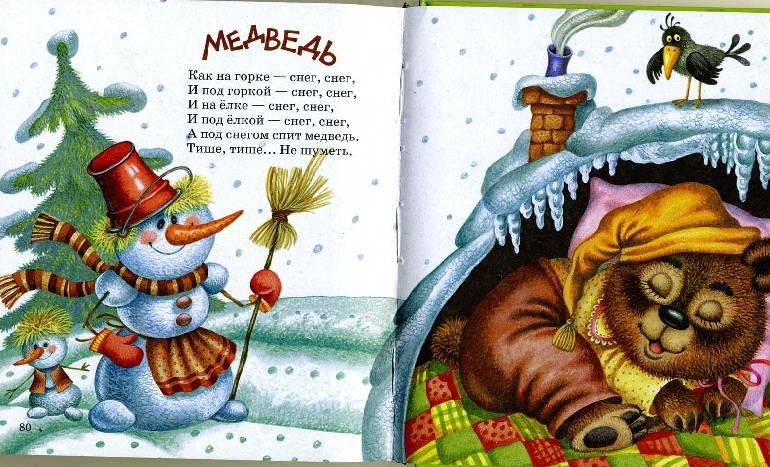 МЕДВЕДЬ
Как на горке — снег, снег,
И под горкой — снег, снег,
И на ёлке — снег, снег,
И под ёлкой — снег, снег,
А под снегом спит медведь.
Тише, тише... Не шуметь.
80